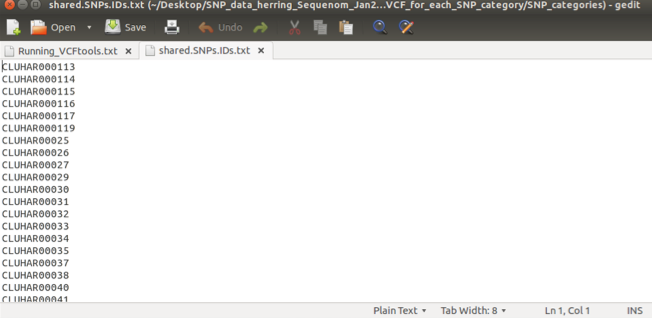 shared.SNPs.IDs.txt (~/Desktop/SNP_data_herring_Sequenom_Jan2...VCF_for_each_SNP_category/SNP_categories) - gedit
Open Save Undo
Running_VCFtools.txt × shared.SNPs.IDs.txt ×
CLUHAR000113
CLUHAR000114
CLUHAR000115
CLUHAR000116
CLUHAR000117
CLUHAR000119
CLUHAR00025
CLUHAR00026
CLUHAR00027
CLUHAR00029
CLUHAR00030
CLUHAR00031
CLUHAR00032
CLUHAR00033
CLUHAR00034
CLUHAR00035
CLUHAR00037
CLUHAR00038
CLUHAR00040
CLUHAR00041
Plain Text Tab Width: 8 Ln 1, Col 1 INS